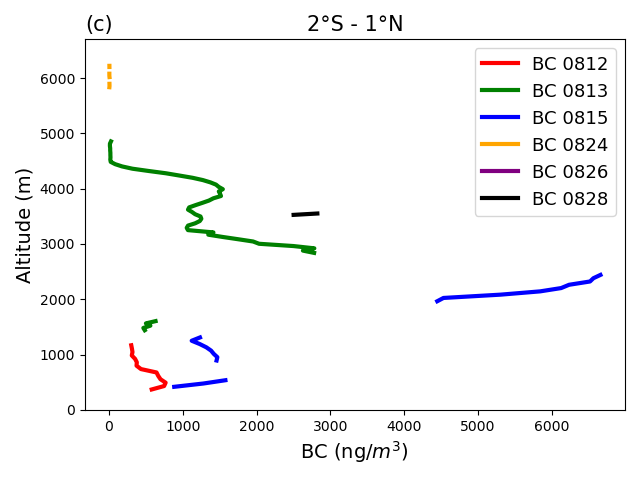 (c)
2°S - 1°N
BC 0812
BC 0813
BC 0815
BC 0824
BC 0826
BC 0828
Altitude (m)
6000
5000
4000
3000
2000
1000
0
0 1000 2000 3000 4000 5000 6000
BC (ng/m³)